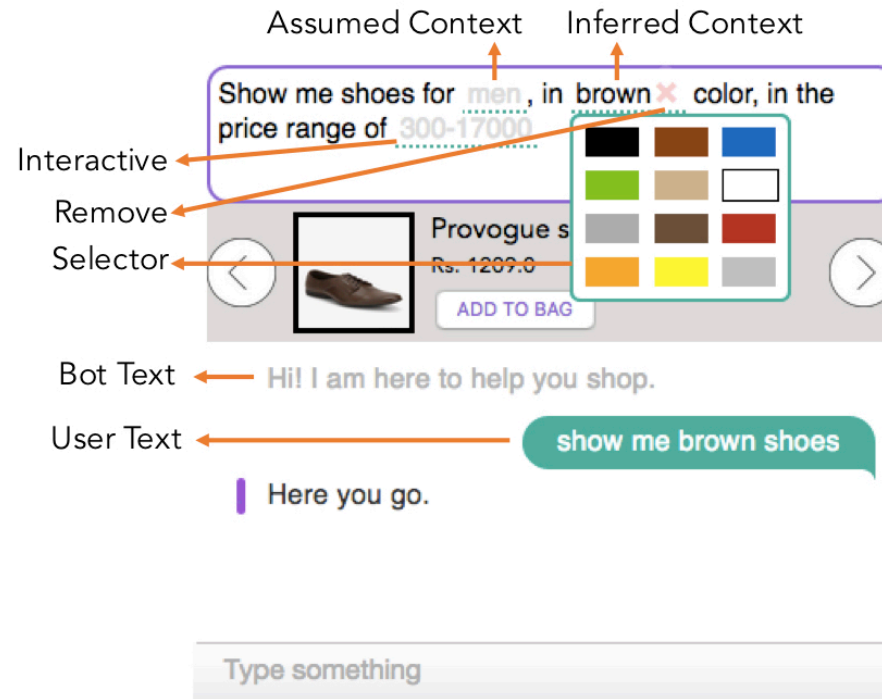 Assumed Context Inferred Context
Show me shoes for men, in brown ✖ color, in the
price range of 300-17000
Interactive
Remove
Selector
Provogue s
Rs. 1209.0
ADD TO BAG
Bot Text
Hi! I am here to help you shop.
User Text
show me brown shoes
Here you go.
Type something